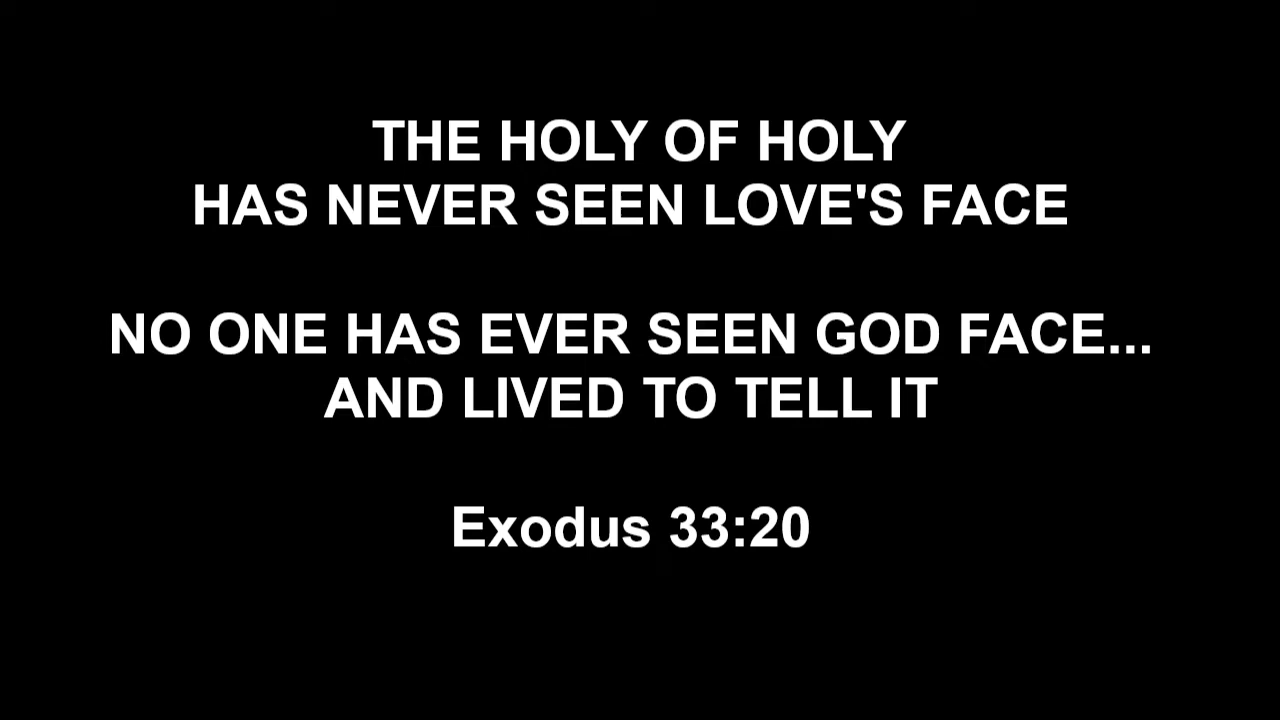 THE HOLY OF HOLY
HAS NEVER SEEN LOVE'S FACE
NO ONE HAS EVER SEEN GOD FACE...
AND LIVED TO TELL IT
Exodus 33:20